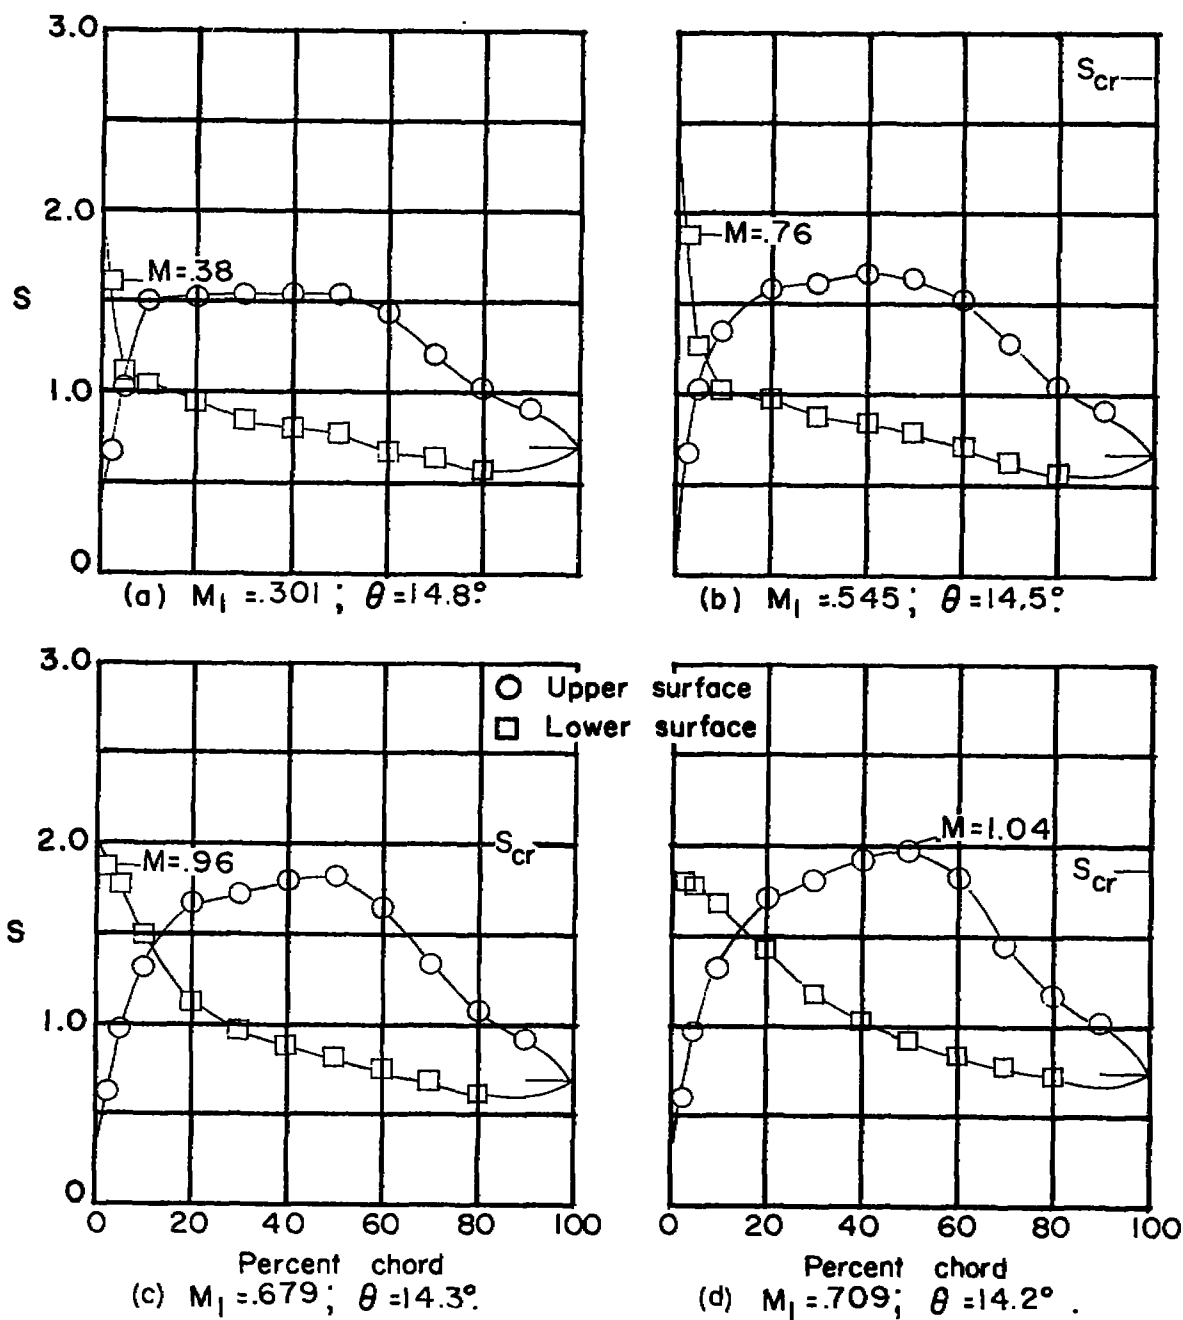 3.0
2.0
S
1.0
0
M=.38
(a) M₁=.301; θ=14.8°.
S_cr
M=.76
(b) M₁=.545; θ=14.5°.
3.0
2.0
S
1.0
0
○ Upper surface
□ Lower surface
M=.96
S_cr
0 20 40 60 80 100
Percent chord
(c) M₁=.679; θ=14.3°.
M=1.04
S_cr
0 20 40 60 80 100
Percent chord
(d) M₁=.709; θ=14.2°.